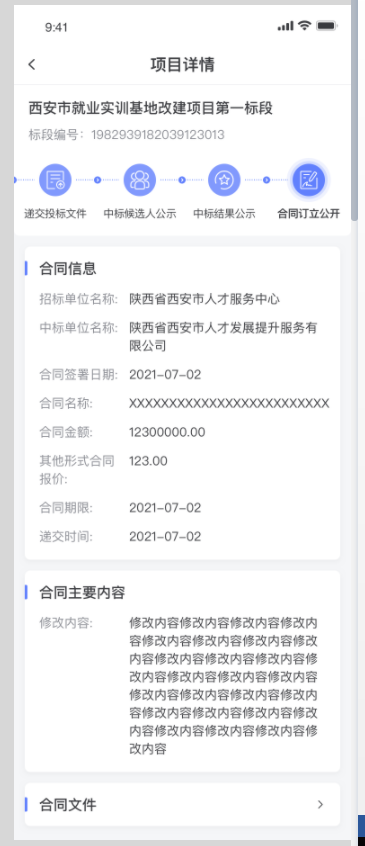 9:41
项目详情
西安市就业实训基地改建项目第一标段
标段编号：1982939182039123013
递交投标文件 中标候选人公示 中标结果公示 合同订立公开
合同信息
招标单位名称: 陕西省西安市人才服务中心
中标单位名称: 陕西省西安市人才发展提升服务有
限公司
合同签署日期: 2021-07-02
合同名称: XXXXXXXXXXXXXXXXXXXXXXXXX
合同金额: 12300000.00
其他形式合同 123.00
报价:
合同期限: 2021-07-02
递交时间: 2021-07-02
合同主要内容
修改内容: 修改内容修改内容修改内容修改内
容修改内容修改内容修改内容修改
内容修改内容修改内容修改内容修
改内容修改内容修改内容修改内容
修改内容修改内容修改内容修改内
容修改内容修改内容修改内容修改
内容修改内容修改内容修改内容修
改内容
合同文件